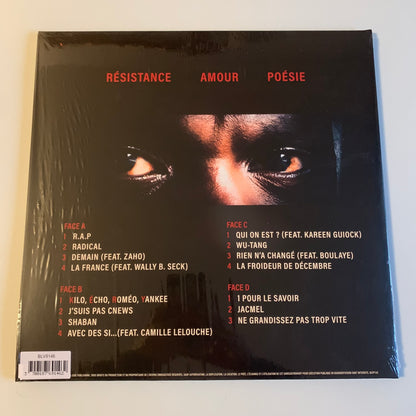 RÉSISTANCE AMOUR POÉSIE
FACE A
1 R.A.P
2 RADICAL
3 DEMAIN (FEAT. ZAHO)
4 LA FRANCE (FEAT. WALLY B. SECK)
FACE B
1 KILO, ÉCHO, ROMÉO, YANKEE
2 J'SUIS PAS CNEWS
3 SHABAN
4 AVEC DES SI...(FEAT. CAMILLE LELOUCHE)
FACE C
1 QUI ON EST ? (FEAT. KAREEN GUIOCK)
2 WU-TANG
3 RIEN N'A CHANGÉ (FEAT. BOULAYE)
4 LA FROIDEUR DE DÉCEMBRE
FACE D
1 1 POUR LE SAVOIR
2 JACMEL
3 NE GRANDISSEZ PAS TROP VITE
BLV9146